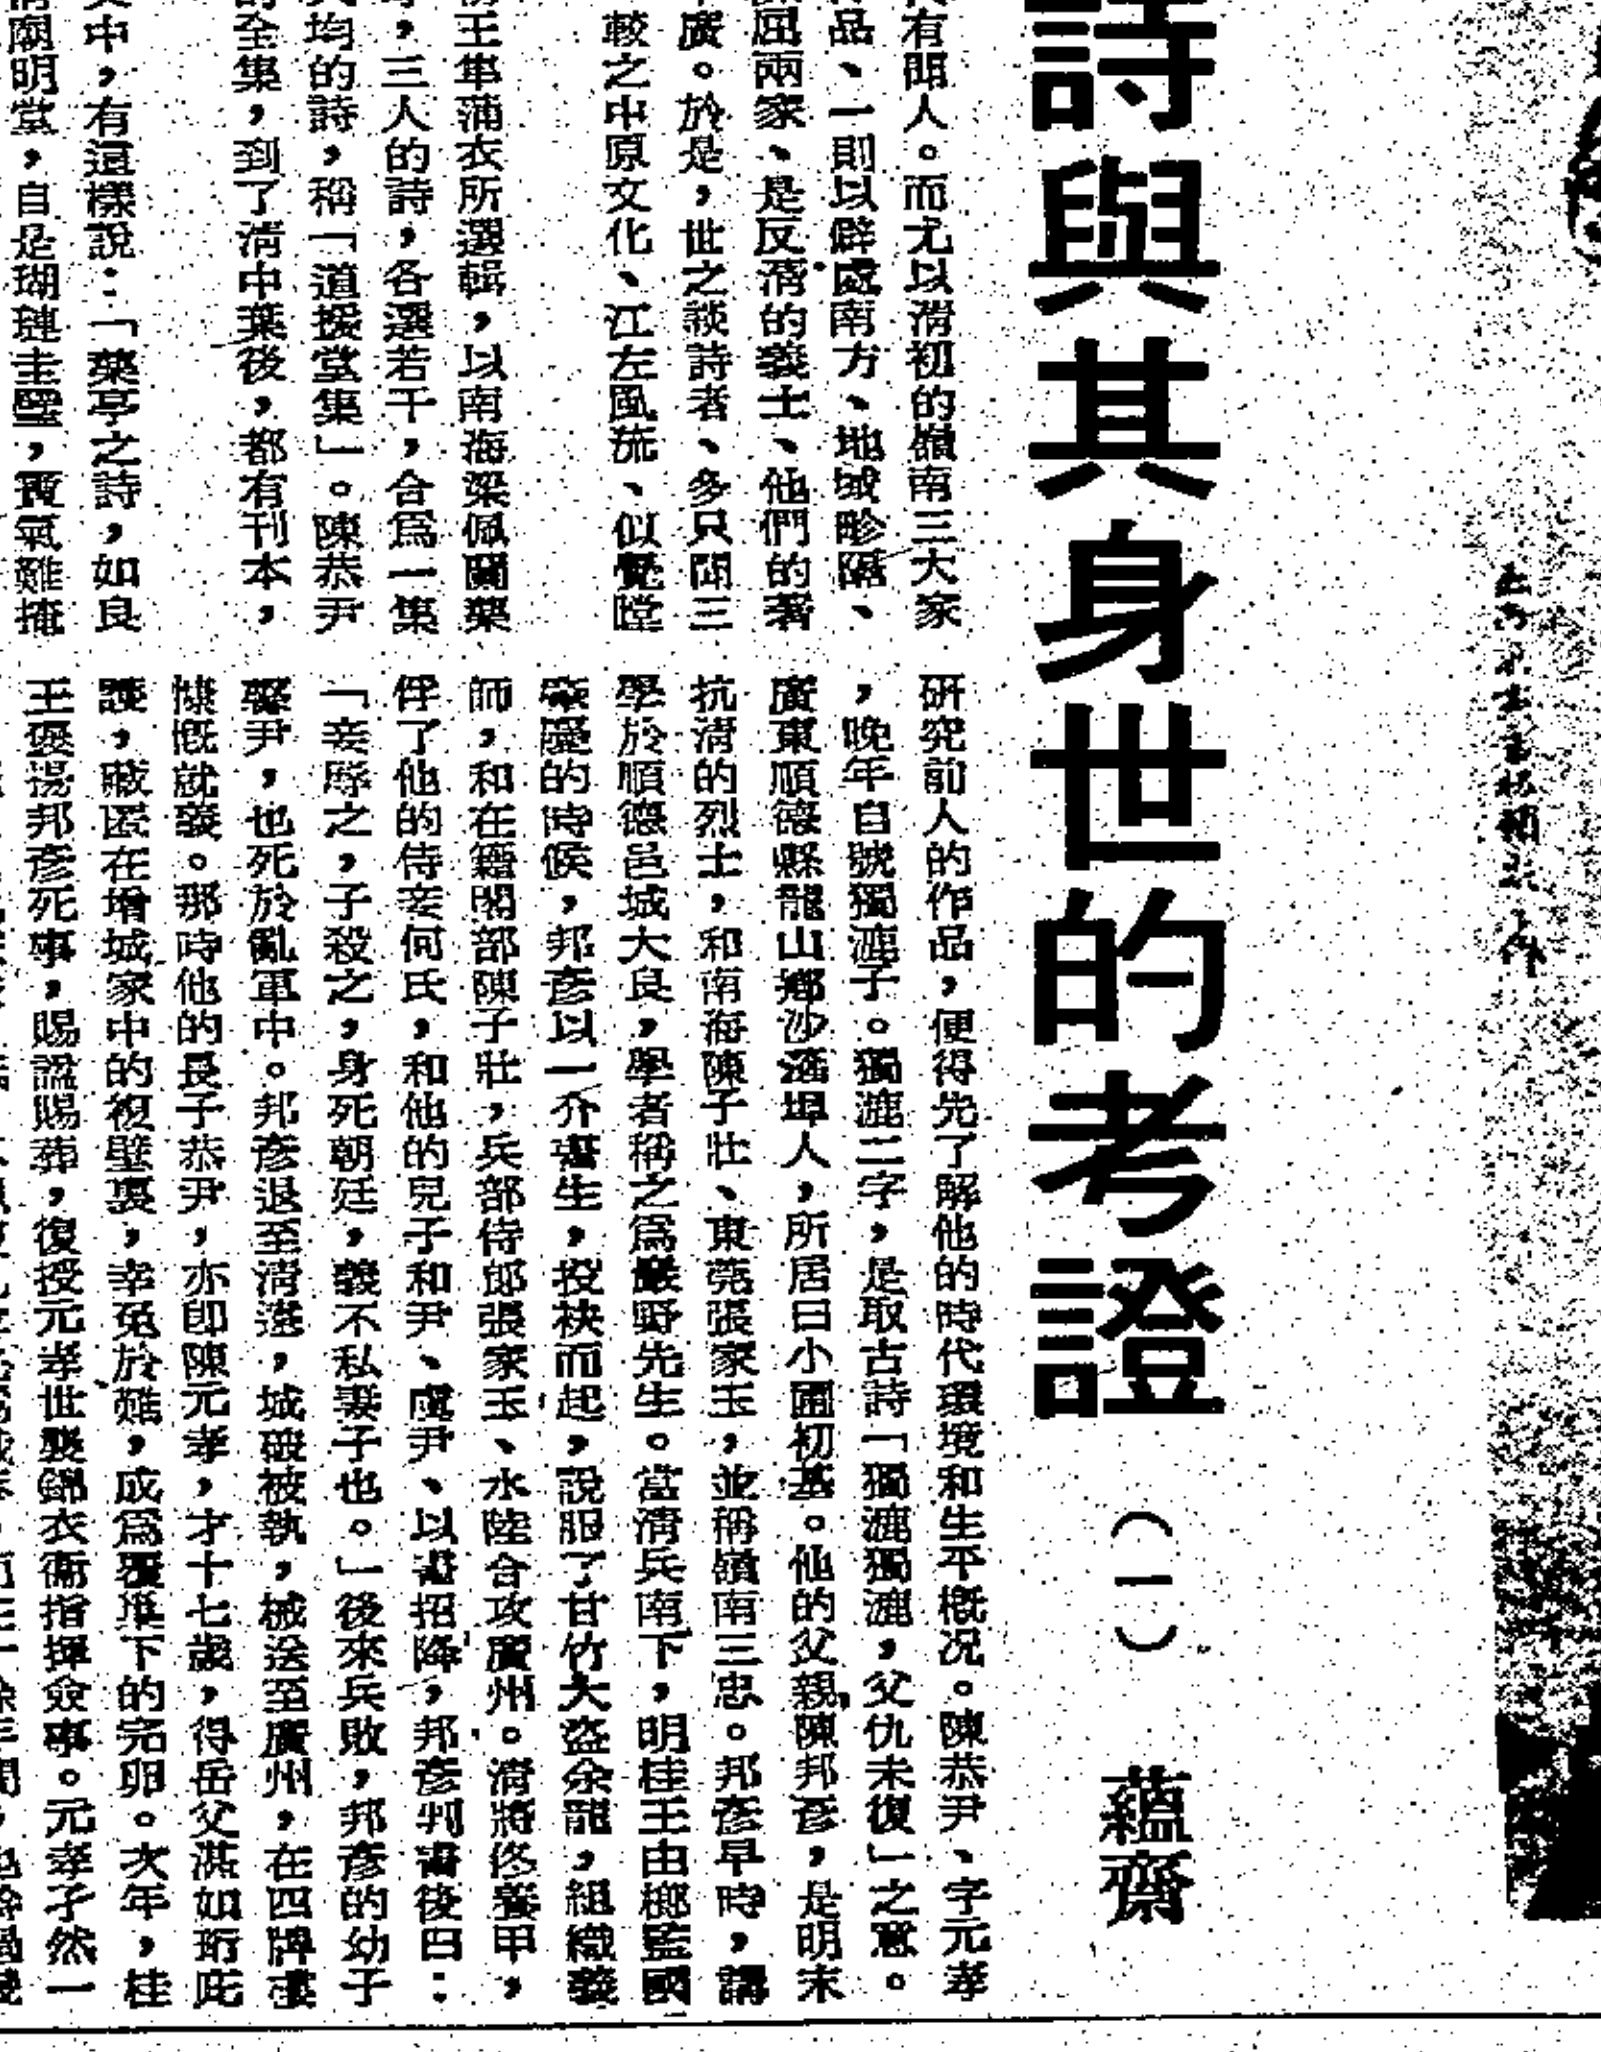 詩與其身世的考證
（一）
蘊齋
有聞人。而尤以清初的嶺南三大家
品、一則以僻處南方、地域畛隔、
屈兩家、是反清的義士、他們的著
廣。於是，世之談詩者、多只聞三
較之中原文化、江左風流、似覺瞠
王隼蒲衣所選輯，以南海梁佩蘭藥
，三人的詩，各選若干，合爲一集
均的詩，稱「道援堂集」。陳恭尹
全集，到了清中葉後，都有刊本，
中，有這樣說：「藥亭之詩，如良
廟明堂，自是瑚璉圭璧，寶氣難掩
研究前人的作品，便得先了解他的時代環境和生平概况。陳恭尹、字元孝
，晚年自號獨漉子。獨漉二字，是取古詩「獨漉獨漉，父仇未復」之意。
廣東順德縣龍山鄉沙滘埠人，所居曰小圃初基。他的父親陳邦彥，是明末
抗清的烈士，和南海陳子壯、東莞張家玉，並稱嶺南三忠。邦彥早時，講
學於順德邑城大良，學者稱之爲巖野先生。當清兵南下，明桂王由榔監國
肇慶的時候，邦彥以一介書生，投袂而起，說服了甘竹大盜余龍，組織義
師，和在籍閣部陳子壯，兵部侍郎張家玉、水陸合攻廣州。清將佟養甲，
俘了他的侍妾何氏，和他的兒子和尹、虞尹、以書招降，邦彥判書後曰：
「妾辱之，子殺之，身死朝廷，義不私妻子也。」後來兵敗，邦彥的幼子
馨尹，也死於亂軍中。邦彥退至清遠，城破被執，械送至廣州，在四牌樓
慷慨就義。那時他的長子恭尹，亦卽陳元孝，才十七歲，得岳父湛如珩庇
護，藏匿在增城家中的複壁裏，幸免於難，成爲覆巢下的完卵。次年，桂
王褒揚邦彥死事，賜諡賜葬，復授元孝世襲錦衣衞指揮僉事。元孝孑然一